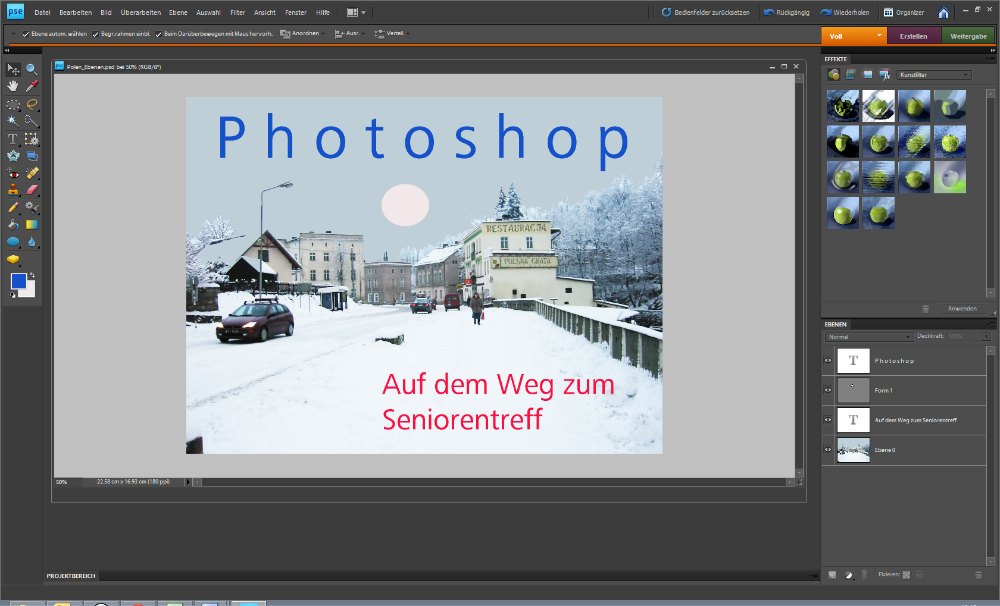 pse Datei Bearbeiten Bild Überarbeiten Ebene Auswahl Filter Ansicht Fenster Hilfe Bedienfelder zurücksetzen Rückgängig Wiederholen Organizer
Ebene autom. wählen Begr.rahmen einbl. Beim Darüberbewegen mit Maus hervorh. Anordnen Ausr. Verteil. Voll Erstellen Weitergabe
EFFEKTE
pse Polen_Ebenen.psd bei 50% (RGB/8*)
Kunstfilter
Photoshop
RESTAURACJA
POLSKA CHATA
Anwenden
EBENEN
Normal Deckkraft: 100%
Photoshop
Form 1
Auf dem Weg zum
Seniorentreff
Auf dem Weg zum Seniorentreff
Ebene 0
50% 22.58 cm x 16.93 cm (180 ppi)
PROJEKTBEREICH
Fixieren: